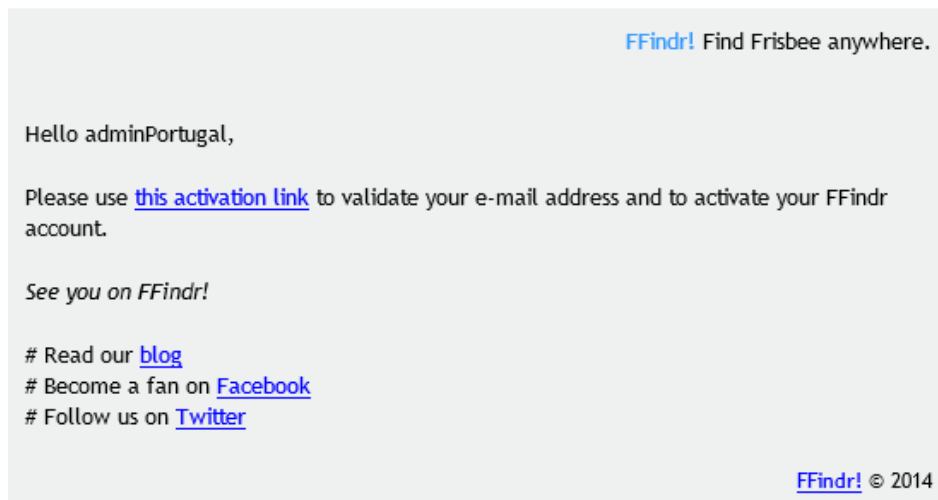 FFindr! Find Frisbee anywhere.
Hello adminPortugal,
Please use this activation link to validate your e-mail address and to activate your FFindr
account.
See you on FFindr!
# Read our blog
# Become a fan on Facebook
# Follow us on Twitter
FFindr! © 2014